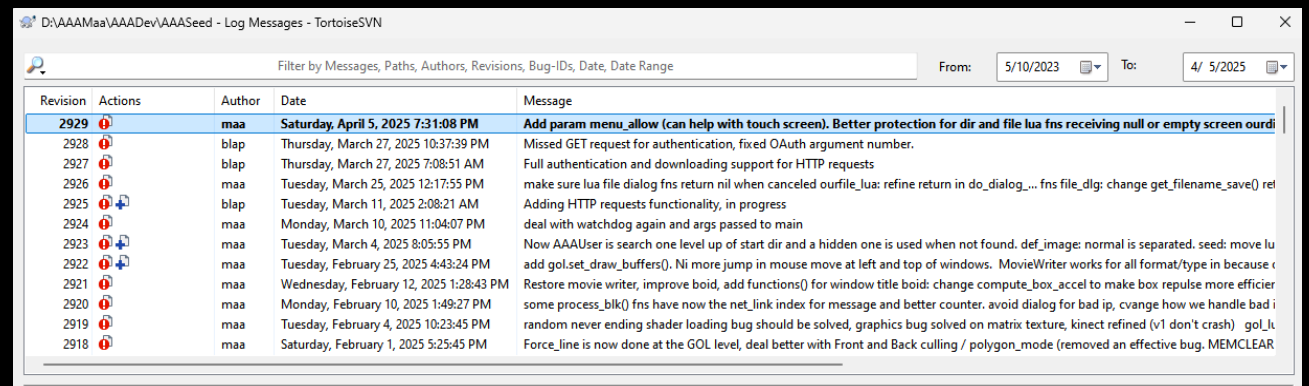 D:\AAAMaa\AAADev\AAASeed - Log Messages - TortoiseSVN
Filter by Messages, Paths, Authors, Revisions, Bug-IDs, Date, Date Range From: 5/10/2023 To: 4/ 5/2025
Revision Actions Author Date Message
2929 maa Saturday, April 5, 2025 7:31:08 PM Add param menu_allow (can help with touch screen). Better protection for dir and file lua fns receiving null or empty screen ourdi
2928 blap Thursday, March 27, 2025 10:37:39 PM Missed GET request for authentication, fixed OAuth argument number.
2927 blap Thursday, March 27, 2025 7:08:51 AM Full authentication and downloading support for HTTP requests
2926 maa Tuesday, March 25, 2025 12:17:55 PM make sure lua file dialog fns return nil when canceled ourfile_lua: refine return in do_dialog_... fns file_dlg: change get_filename_save() ret
2925 blap Tuesday, March 11, 2025 2:08:21 AM Adding HTTP requests functionality, in progress
2924 maa Monday, March 10, 2025 11:04:07 PM deal with watchdog again and args passed to main
2923 maa Tuesday, March 4, 2025 8:05:55 PM Now AAAUser is search one level up of start dir and a hidden one is used when not found. def_image: normal is separated. seed: move lu
2922 maa Tuesday, February 25, 2025 4:43:24 PM add gol.set_draw_buffers(). Ni more jump in mouse move at left and top of windows. MovieWriter works for all format/type in because
2921 maa Wednesday, February 12, 2025 1:28:43 PM Restore movie writer, improve boid, add functions() for window title boid: change compute_box_accel to make box repulse more efficier
2920 maa Monday, February 10, 2025 1:49:27 PM some process_blk() fns have now the net_link index for message and better counter. avoid dialog for bad ip, cvange how we handle bad i
2919 maa Tuesday, February 4, 2025 10:23:45 PM random never ending shader loading bug should be solved, graphics bug solved on matrix texture, kinect refined (v1 don't crash) gol_lu
2918 maa Saturday, February 1, 2025 5:25:45 PM Force_line is now done at the GOL level, deal better with Front and Back culling / polygon_mode (removed an effective bug. MEMCLEAR